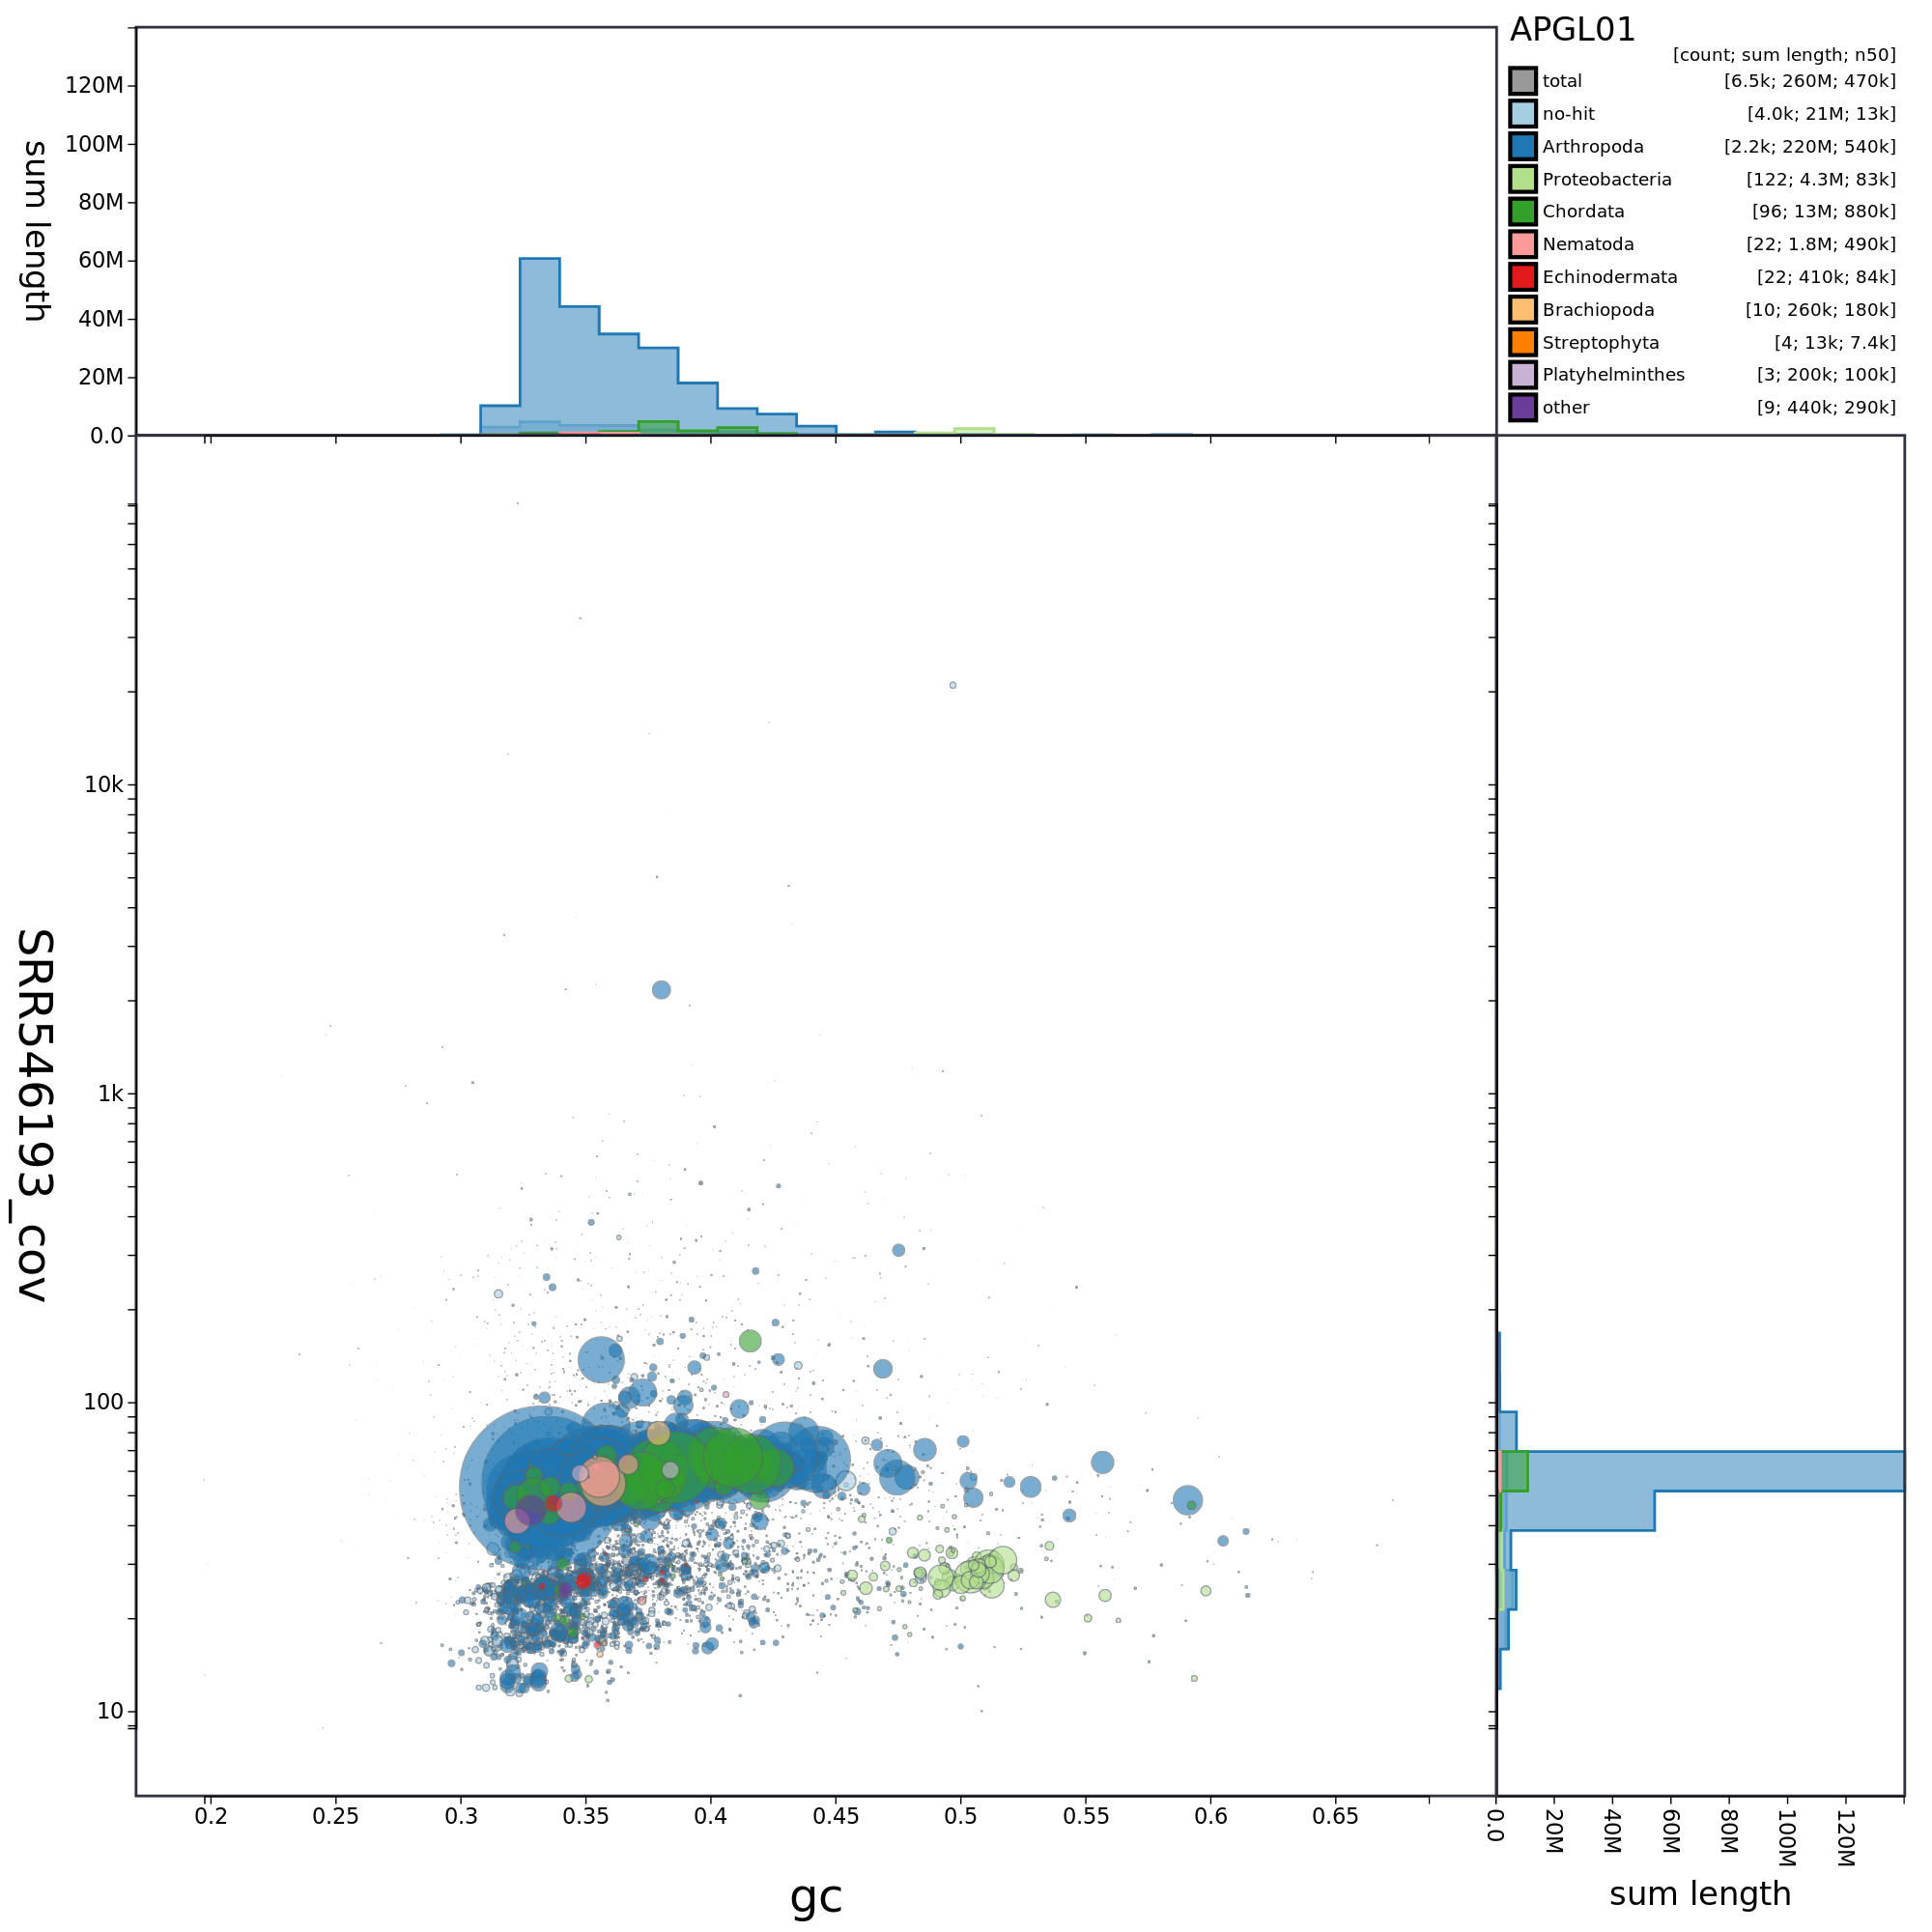 APGL01
[count; sum length; n50]
total [6.5k; 260M; 470k]
no-hit [4.0k; 21M; 13k]
Arthropoda [2.2k; 220M; 540k]
Proteobacteria [122; 4.3M; 83k]
Chordata [96; 13M; 880k]
Nematoda [22; 1.8M; 490k]
Echinodermata [22; 410k; 84k]
Brachiopoda [10; 260k; 180k]
Streptophyta [4; 13k; 7.4k]
Platyhelminthes [3; 200k; 100k]
other [9; 440k; 290k]
sum length
120M
100M
80M
60M
40M
20M
0.0
SRR546193_cov
10k
1k
100
10
0.2 0.25 0.3 0.35 0.4 0.45 0.5 0.55 0.6 0.65
gc
0.0 20M 40M 60M 80M 100M 120M
sum length